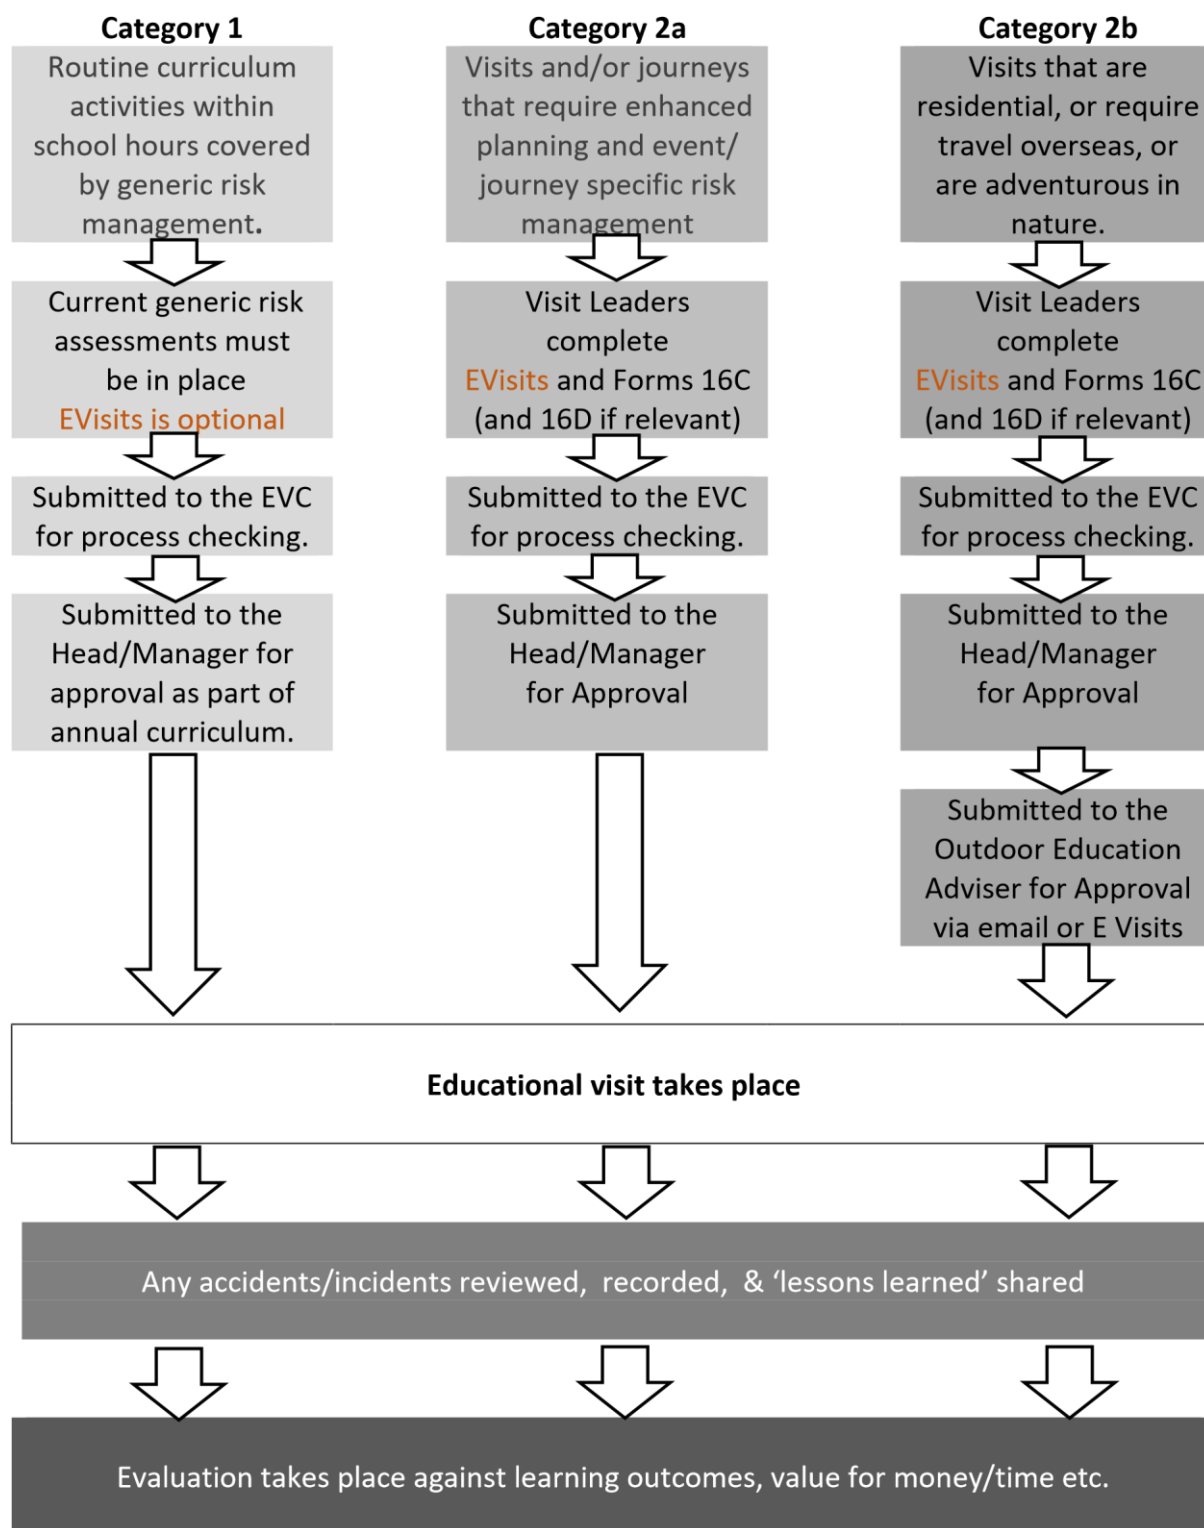 Category 1
Routine curriculum
activities within
school hours covered
by generic risk
management.
Current generic risk
assessments must
be in place
EVisits is optional
Submitted to the EVC
for process checking.
Submitted to the
Head/Manager for
approval as part of
annual curriculum.
Category 2a
Visits and/or journeys
that require enhanced
planning and event/
journey specific risk
management
Visit Leaders
complete
EVisits and Forms 16C
(and 16D if relevant)
Submitted to the EVC
for process checking.
Submitted to the
Head/Manager
for Approval
Category 2b
Visits that are
residential, or require
travel overseas, or
are adventurous in
nature.
Visit Leaders
complete
EVisits and Forms 16C
(and 16D if relevant)
Submitted to the EVC
for process checking.
Submitted to the
Head/Manager
for Approval
Submitted to the
Outdoor Education
Adviser for Approval
via email or E Visits
Educational visit takes place
Any accidents/incidents reviewed, recorded, & ‘lessons learned’ shared
Evaluation takes place against learning outcomes, value for money/time etc.